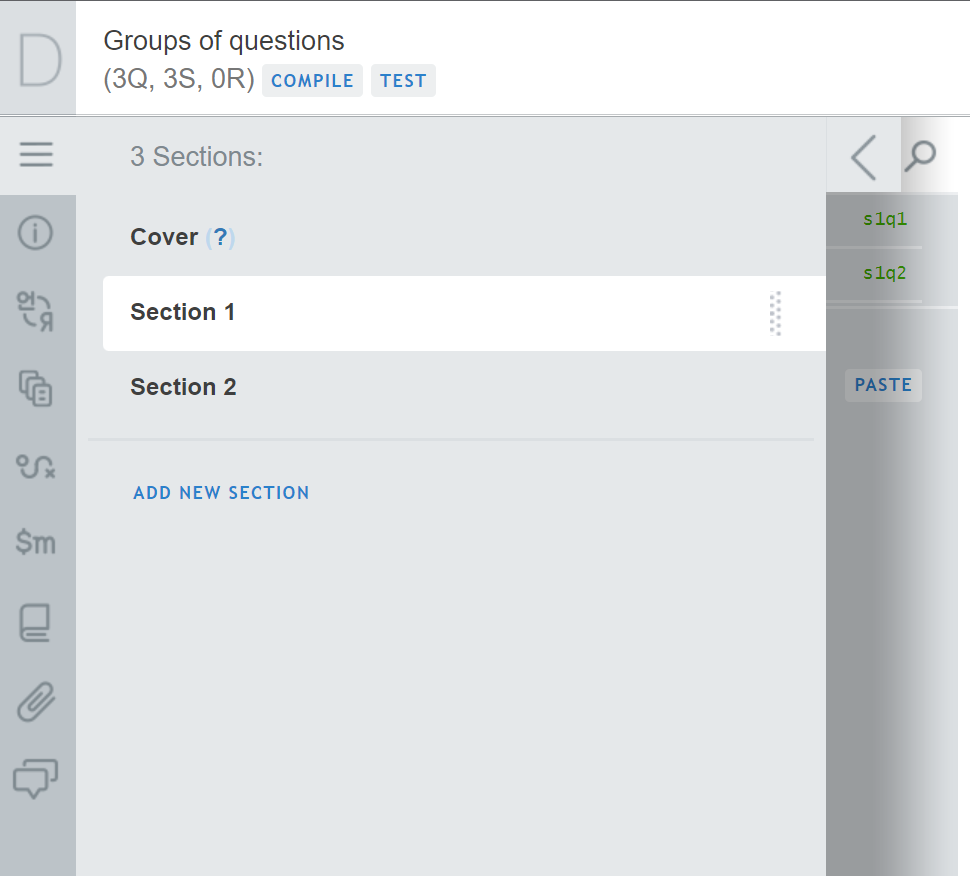 D
Groups of questions
(3Q, 3S, 0R) COMPILE TEST
3 Sections:
Cover (?)
Section 1
Section 2
ADD NEW SECTION
s1q1
s1q2
PASTE
언
Я
$m